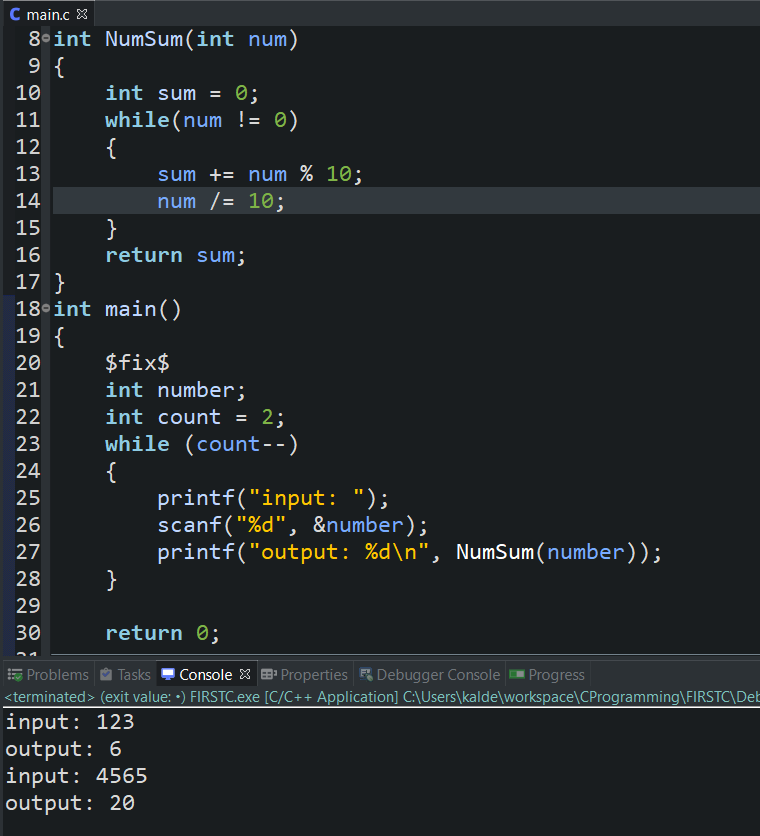 main.c
8 int NumSum(int num)
9 {
10 int sum = 0;
11 while(num != 0)
12 {
13 sum += num % 10;
14 num /= 10;
15 }
16 return sum;
17 }
18 int main()
19 {
20 $fix$
21 int number;
22 int count = 2;
23 while (count--)
24 {
25 printf("input: ");
26 scanf("%d", &number);
27 printf("output: %d\n", NumSum(number));
28 }
29
30 return 0;
Problems Tasks Console Properties Debugger Console Progress
<terminated> (exit value: •) FIRSTC.exe [C/C++ Application] C:\Users\kalde\workspace\CProgramming\FIRSTC\Deb
input: 123
output: 6
input: 4565
output: 20